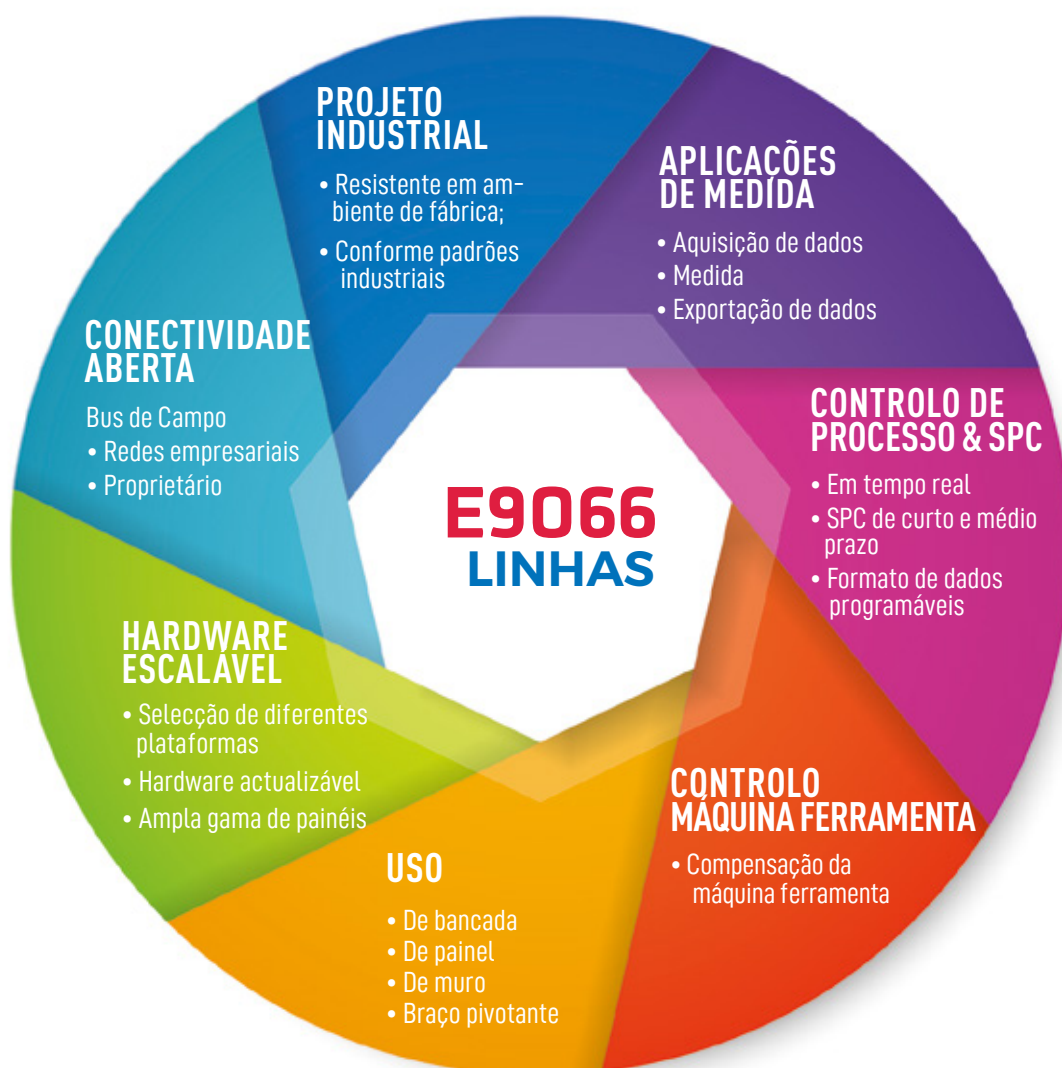 PROJETO
INDUSTRIAL
• Resistente em am-
biente de fábrica;
• Conforme padrões
industriais
APLICAÇÕES
DE MEDIDA
• Aquisição de dados
• Medida
• Exportação de dados
CONECTIVIDADE
ABERTA
Bus de Campo
• Redes empresariais
• Proprietário
CONTROLO DE
PROCESSO & SPC
• Em tempo real
• SPC de curto e médio
prazo
• Formato de dados
programáveis
E9066
LINHAS
HARDWARE
ESCALÁVEL
• Selecção de diferentes
plataformas
• Hardware actualizável
• Ampla gama de painéis
CONTROLO
MÁQUINA FERRAMENTA
• Compensação da
máquina ferramenta
USO
• De bancada
• De painel
• De muro
• Braço pivotante